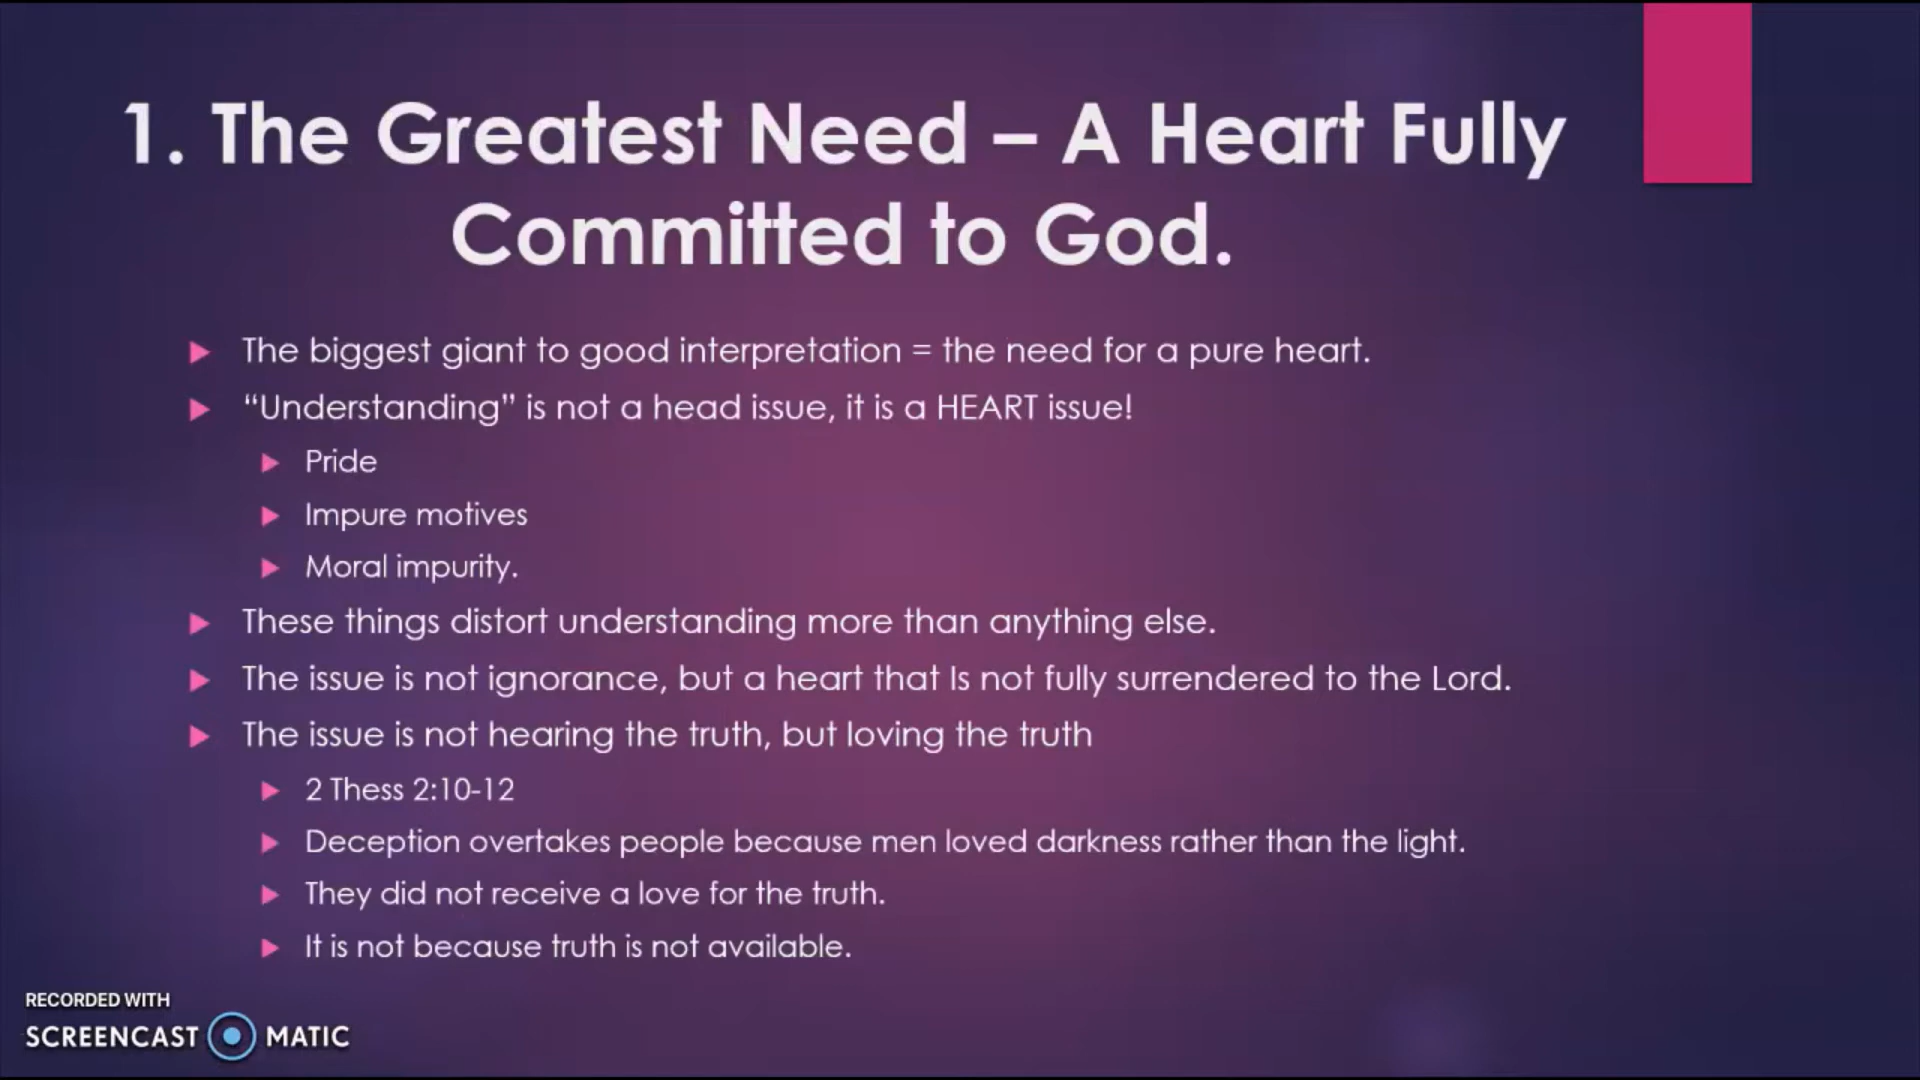 1. The Greatest Need – A Heart Fully
Committed to God.
The biggest giant to good interpretation = the need for a pure heart.
“Understanding” is not a head issue, it is a HEART issue!
Pride
Impure motives
Moral impurity.
These things distort understanding more than anything else.
The issue is not ignorance, but a heart that Is not fully surrendered to the Lord.
The issue is not hearing the truth, but loving the truth
2 Thess 2:10-12
Deception overtakes people because men loved darkness rather than the light.
They did not receive a love for the truth.
It is not because truth is not available.
RECORDED WITH
SCREENCAST MATIC